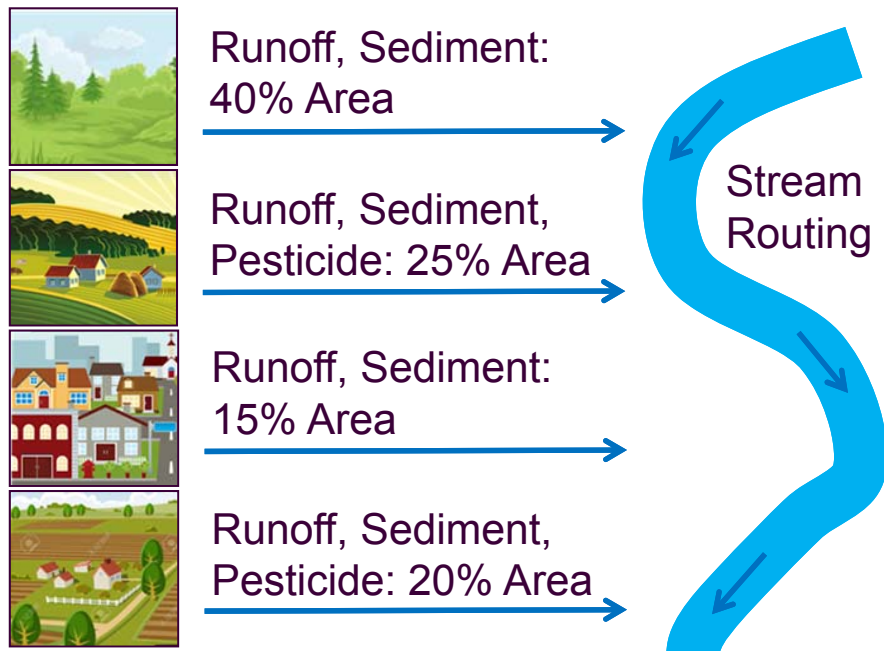 Runoff, Sediment:
40% Area
Runoff, Sediment,
Pesticide: 25% Area
Stream
Routing
Runoff, Sediment:
15% Area
Runoff, Sediment,
Pesticide: 20% Area